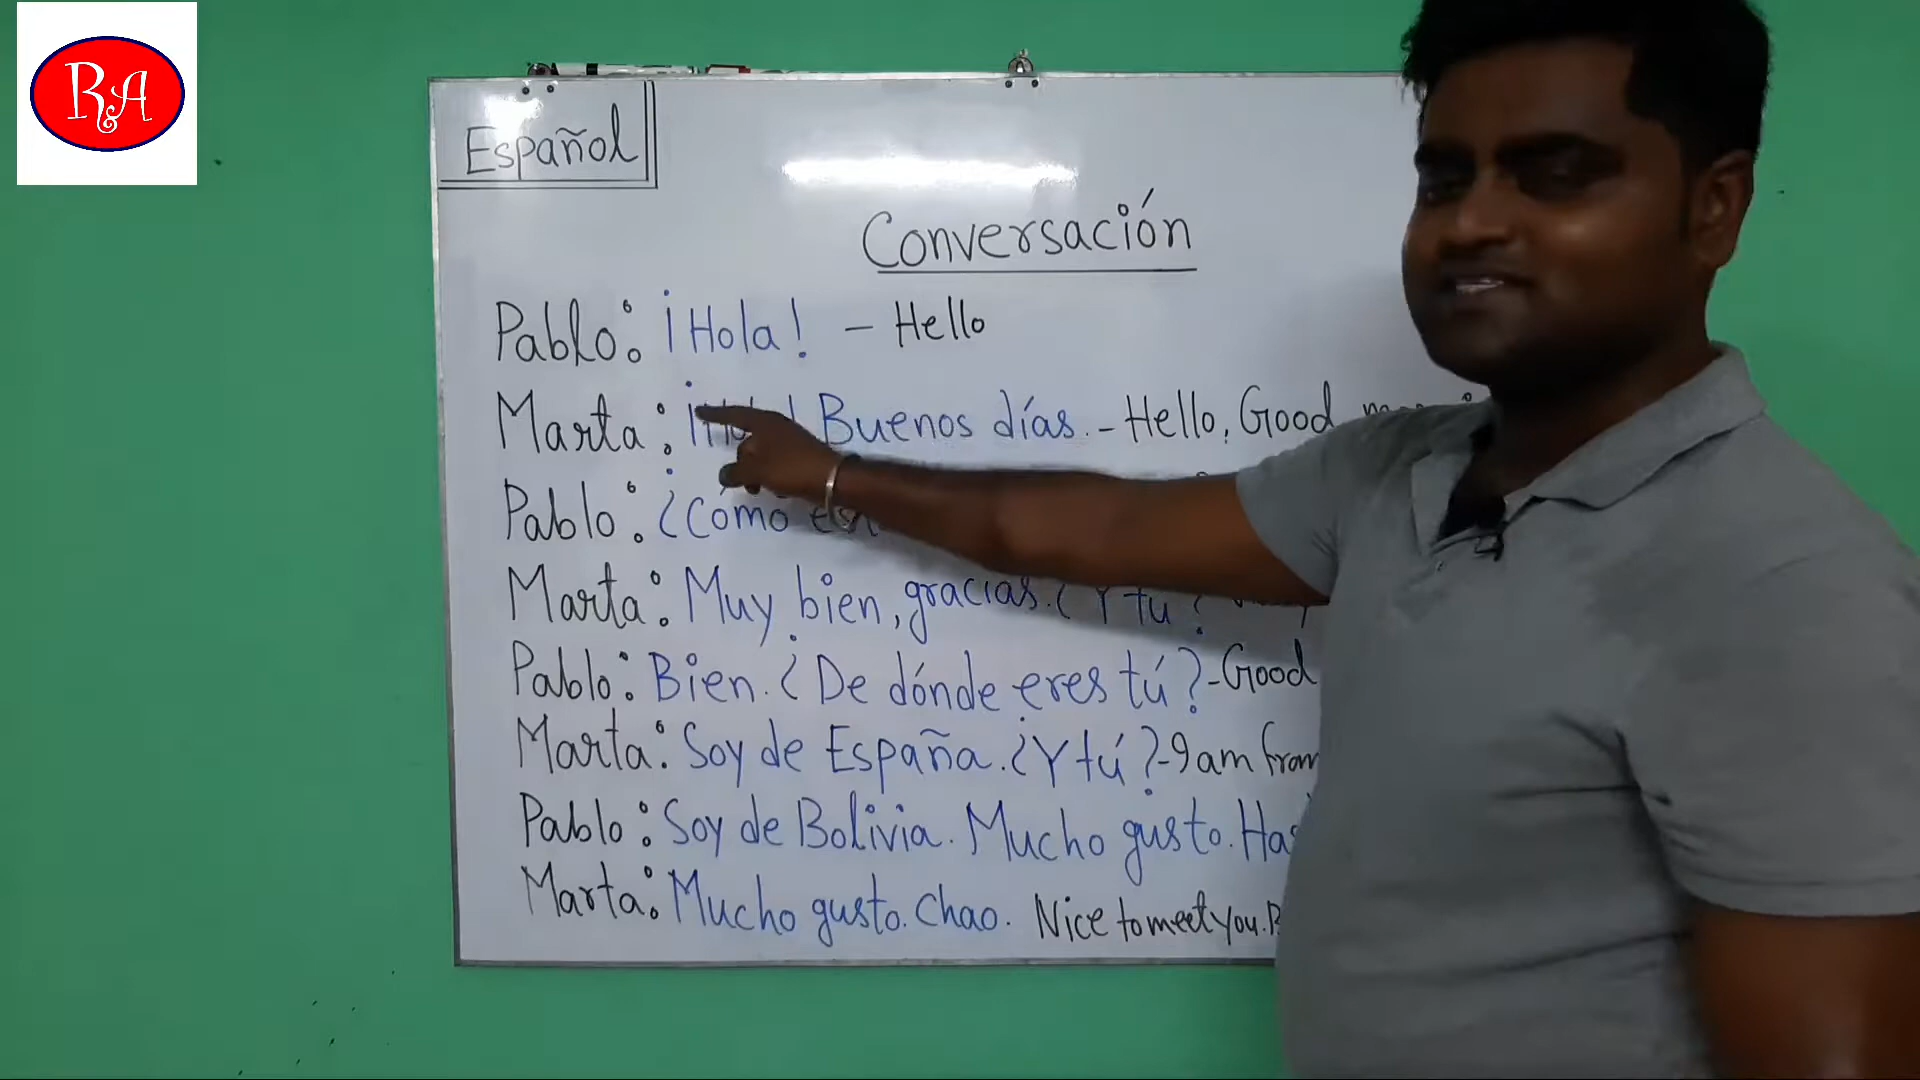 RA
Español
Conversación
Pablo: ¡Hola! - Hello
Marta: Buenos días. - Hello, Good
Pablo: ¿Cómo
Marta: Muy bien, gracias. ¿Y tu?
Pablo: Bien. ¿De dónde eres tú? - Good
Marta: Soy de España. ¿Y tú? - I am from
Pablo: Soy de Bolivia. Mucho gusto.
Marta: Mucho gusto. Chao. Nice to meet you.